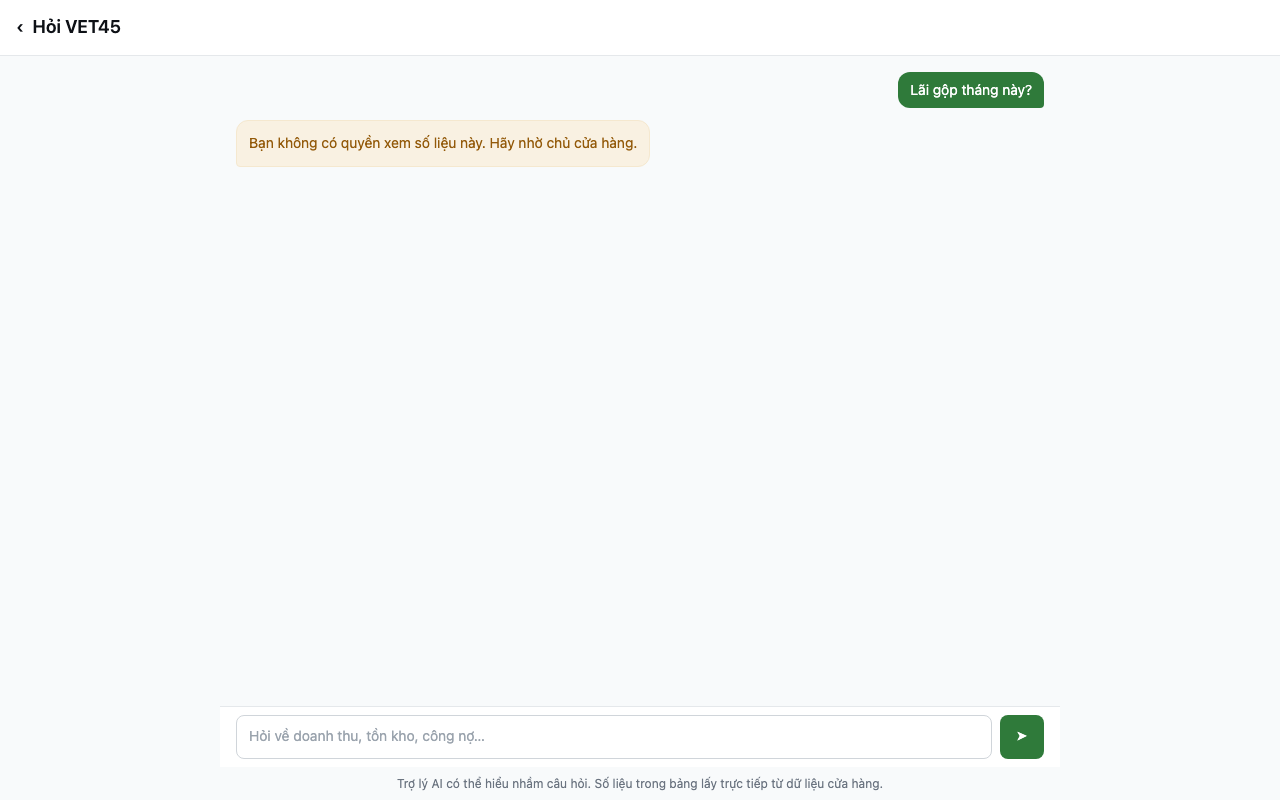 ‹ Hỏi VET45
Lãi gộp tháng này?
Bạn không có quyền xem số liệu này. Hãy nhờ chủ cửa hàng.
Hỏi về doanh thu, tồn kho, công nợ...
➤
Trợ lý AI có thể hiểu nhầm câu hỏi. Số liệu trong bảng lấy trực tiếp từ dữ liệu cửa hàng.